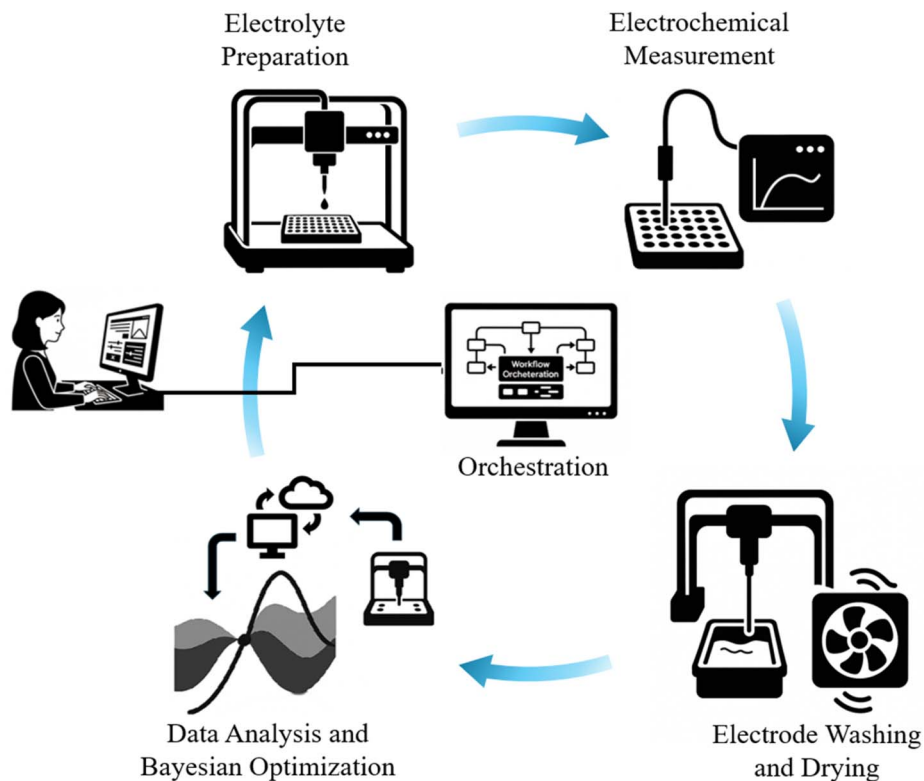 Electrolyte
Preparation
Electrochemical
Measurement
Workflow
Orcheteration
Orchestration
Data Analysis and
Bayesian Optimization
Electrode Washing
and Drying